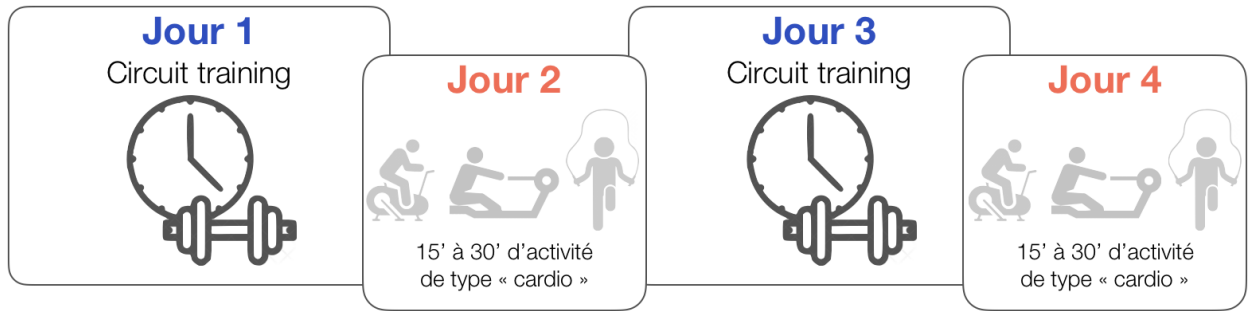 Jour 1
Circuit training
Jour 2
15’ à 30’ d’activité
de type « cardio »
Jour 3
Circuit training
Jour 4
15’ à 30’ d’activité
de type « cardio »